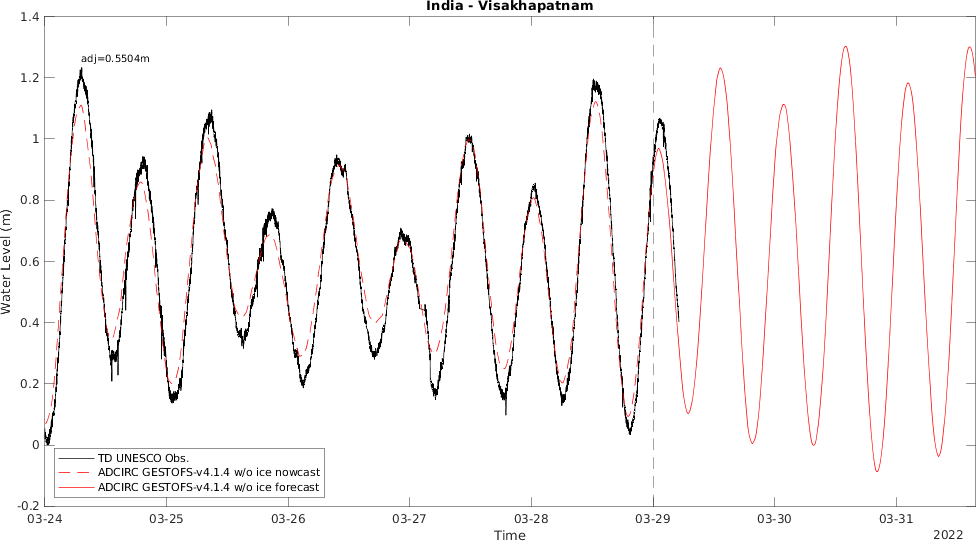 India - Visakhapatnam
adj=0.5504m
1.4
1.2
1
0.8
0.6
0.4
0.2
0
-0.2
Water Level (m)
TD UNESCO Obs.
ADCIRC GESTOFS-v4.1.4 w/o ice nowcast
ADCIRC GESTOFS-v4.1.4 w/o ice forecast
03-24 03-25 03-26 03-27 03-28 03-29 03-30 03-31
Time
2022